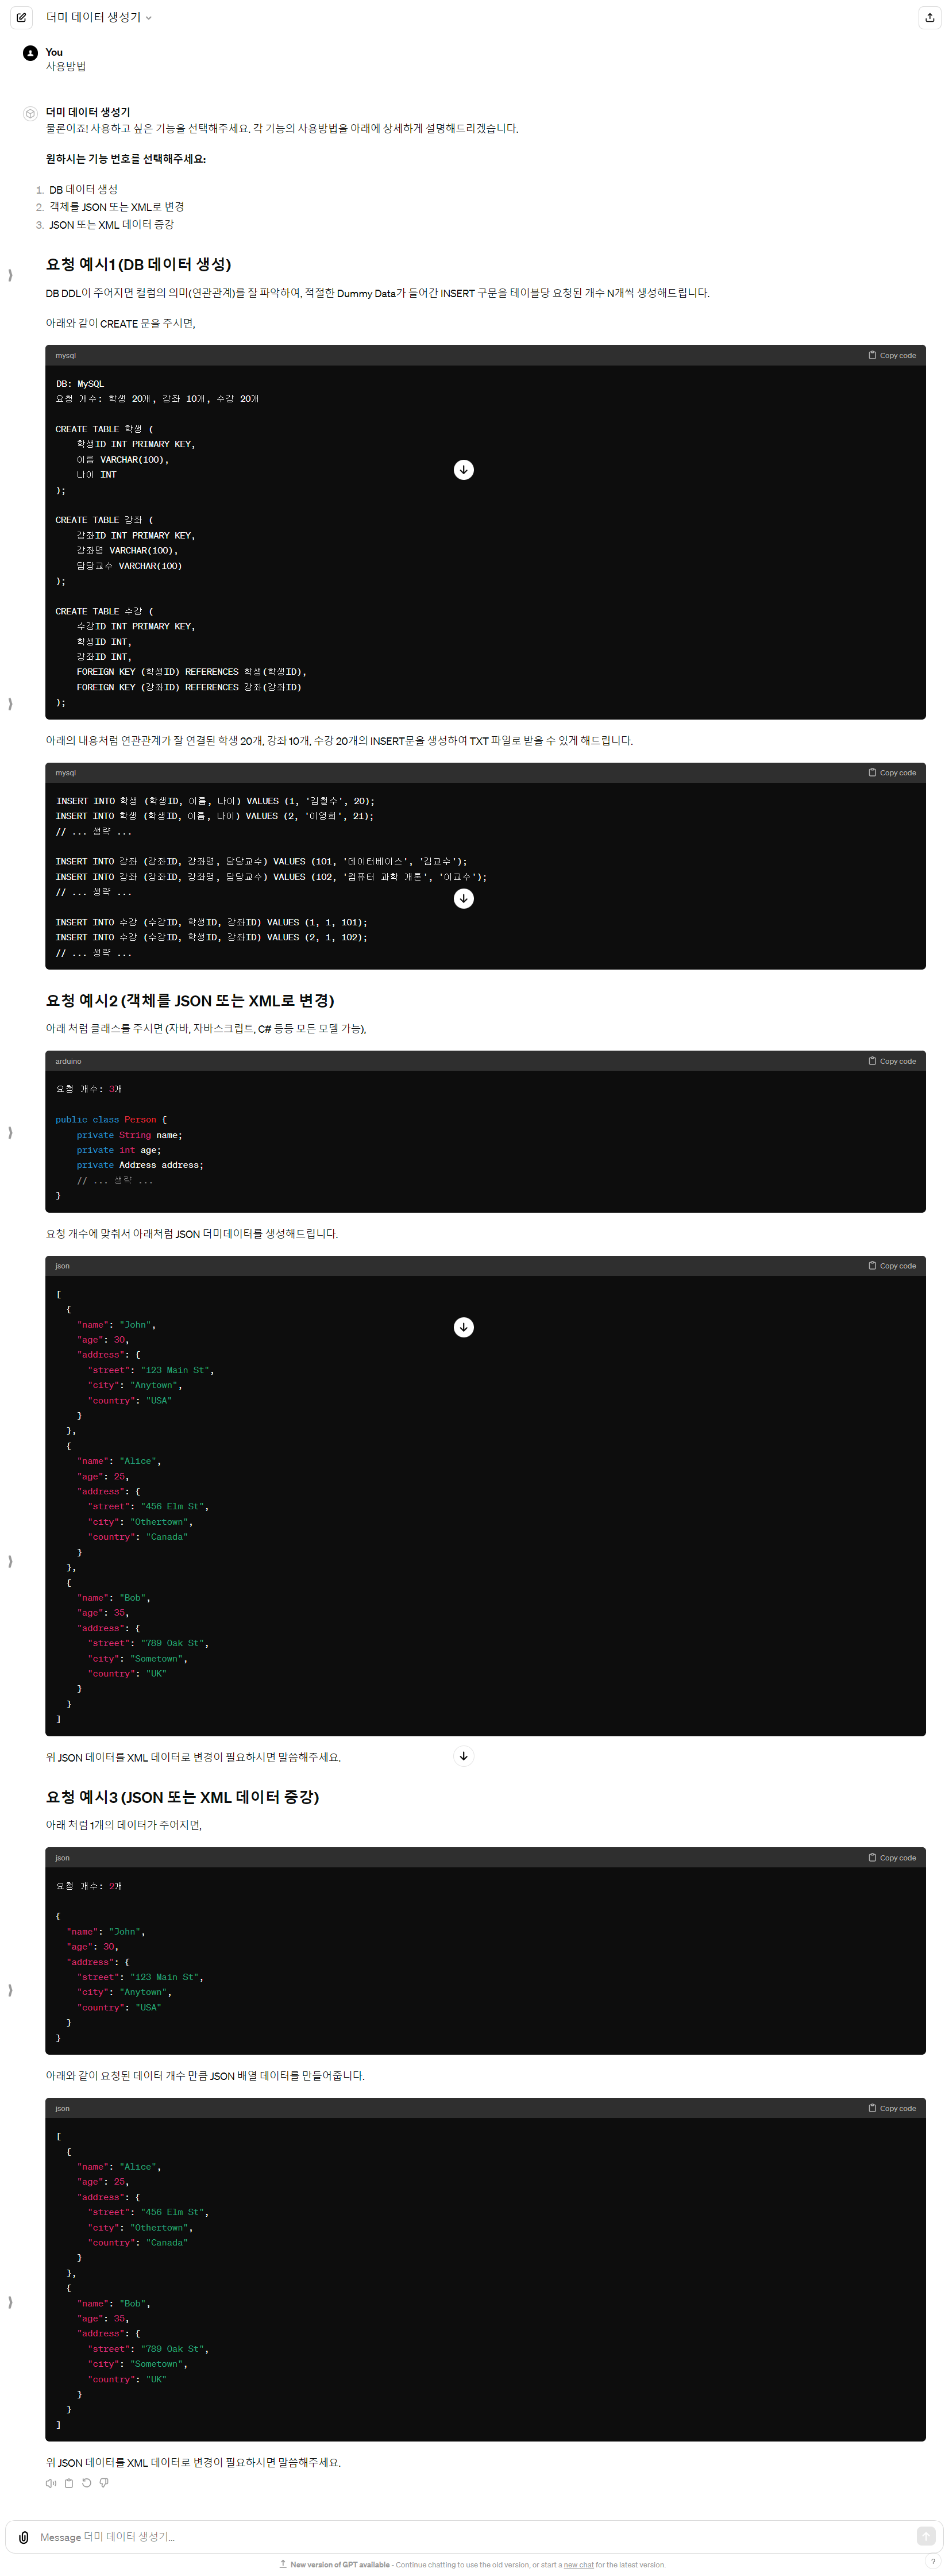 더미 데이터 생성기
You
사용방법
더미 데이터 생성기
물론이죠! 사용하고 싶은 기능을 선택해주세요. 각 기능의 사용방법을 아래에 상세하게 설명해드리겠습니다.
원하시는 기능 번호를 선택해주세요:
1. DB 데이터 생성
2. 객체를 JSON 또는 XML로 변경
3. JSON 또는 XML 데이터 증강
요청 예시1 (DB 데이터 생성)
DB DDL이 주어지면 컬럼의 의미(연관관계)를 잘 파악하여, 적절한 Dummy Data가 들어간 INSERT 구문을 테이블당 요청된 개수 N개씩 생성해드립니다.
아래와 같이 CREATE 문을 주시면,
mysql Copy code
DB: MySQL
요청 개수: 학생 20개, 강좌 10개, 수강 20개
CREATE TABLE 학생 (
학생ID INT PRIMARY KEY,
이름 VARCHAR(100),
나이 INT
);
CREATE TABLE 강좌 (
강좌ID INT PRIMARY KEY,
강좌명 VARCHAR(100),
담당교수 VARCHAR(100)
);
CREATE TABLE 수강 (
수강ID INT PRIMARY KEY,
학생ID INT,
강좌ID INT,
FOREIGN KEY (학생ID) REFERENCES 학생(학생ID),
FOREIGN KEY (강좌ID) REFERENCES 강좌(강좌ID)
);
아래의 내용처럼 연관관계가 잘 연결된 학생 20개, 강좌 10개, 수강 20개의 INSERT문을 생성하여 TXT 파일로 받을 수 있게 해드립니다.
mysql Copy code
INSERT INTO 학생 (학생ID, 이름, 나이) VALUES (1, '김철수', 20);
INSERT INTO 학생 (학생ID, 이름, 나이) VALUES (2, '이영희', 21);
// ... 생략 ...
INSERT INTO 강좌 (강좌ID, 강좌명, 담당교수) VALUES (101, '데이터베이스', '김교수');
INSERT INTO 강좌 (강좌ID, 강좌명, 담당교수) VALUES (102, '컴퓨터 과학 개론', '이교수');
// ... 생략 ...
INSERT INTO 수강 (수강ID, 학생ID, 강좌ID) VALUES (1, 1, 101);
INSERT INTO 수강 (수강ID, 학생ID, 강좌ID) VALUES (2, 1, 102);
// ... 생략 ...
요청 예시2 (객체를 JSON 또는 XML로 변경)
아래 처럼 클래스를 주시면 (자바, 자바스크립트, C# 등등 모든 모델 가능),
arduino Copy code
요청 개수: 3개
public class Person {
private String name;
private int age;
private Address address;
// ... 생략 ...
}
요청 개수에 맞춰서 아래처럼 JSON 더미데이터를 생성해드립니다.
json Copy code
[
{
"name": "John",
"age": 30,
"address": {
"street": "123 Main St",
"city": "Anytown",
"country": "USA"
}
},
{
"name": "Alice",
"age": 25,
"address": {
"street": "456 Elm St",
"city": "Othertown",
"country": "Canada"
}
},
{
"name": "Bob",
"age": 35,
"address": {
"street": "789 Oak St",
"city": "Sometown",
"country": "UK"
}
}
]
위 JSON 데이터를 XML 데이터로 변경이 필요하시면 말씀해주세요.
요청 예시3 (JSON 또는 XML 데이터 증강)
아래 처럼 1개의 데이터가 주어지면,
json Copy code
요청 개수: 2개
{
"name": "John",
"age": 30,
"address": {
"street": "123 Main St",
"city": "Anytown",
"country": "USA"
}
}
아래와 같이 요청된 데이터 개수 만큼 JSON 배열 데이터를 만들어줍니다.
json Copy code
[
{
"name": "Alice",
"age": 25,
"address": {
"street": "456 Elm St",
"city": "Othertown",
"country": "Canada"
}
},
{
"name": "Bob",
"age": 35,
"address": {
"street": "789 Oak St",
"city": "Sometown",
"country": "UK"
}
}
]
위 JSON 데이터를 XML 데이터로 변경이 필요하시면 말씀해주세요.
Message 더미 데이터 생성기...
New version of GPT available - Continue chatting to use the old version, or start a new chat for the latest version.
?